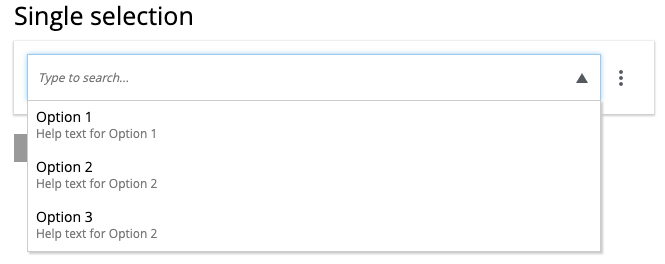 Single selection
Type to search...
Option 1
Help text for Option 1
Option 2
Help text for Option 2
Option 3
Help text for Option 2